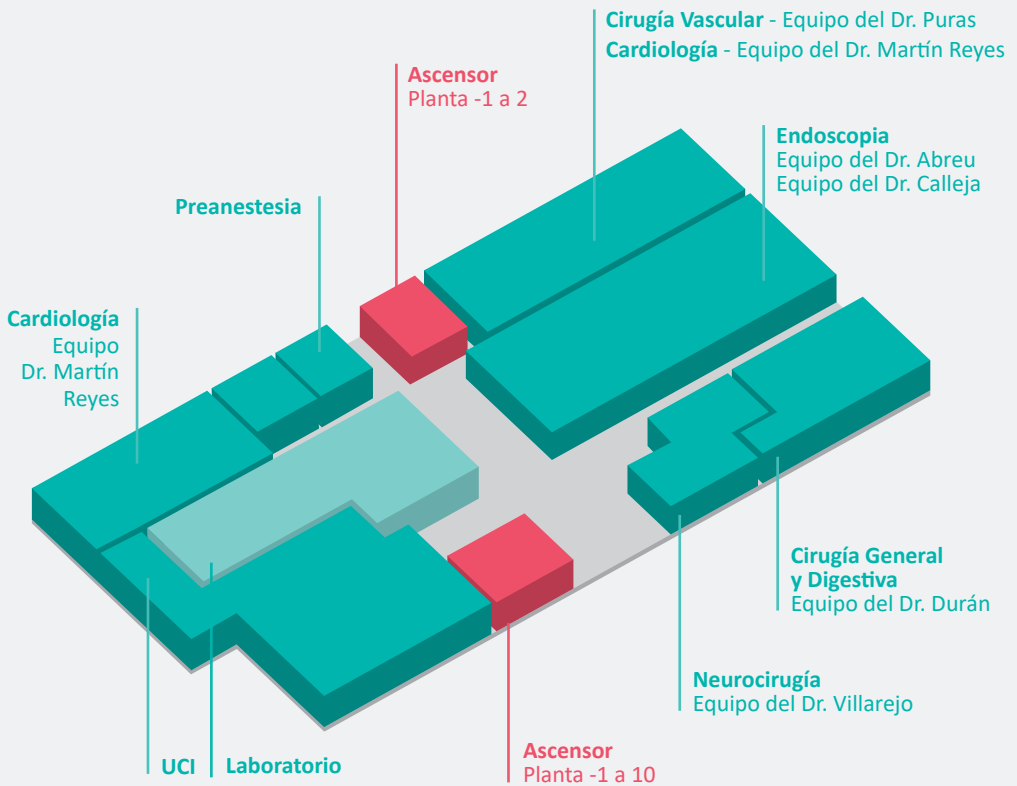 Cirugía Vascular - Equipo del Dr. Puras
Cardiología - Equipo del Dr. Martín Reyes
Ascensor
Planta -1 a 2
Endoscopia
Equipo del Dr. Abreu
Equipo del Dr. Calleja
Preanestesia
Cardiología
Equipo
Dr. Martín
Reyes
Cirugía General
y Digestiva
Equipo del Dr. Durán
Neurocirugía
Equipo del Dr. Villarejo
UCI
Laboratorio
Ascensor
Planta -1 a 10